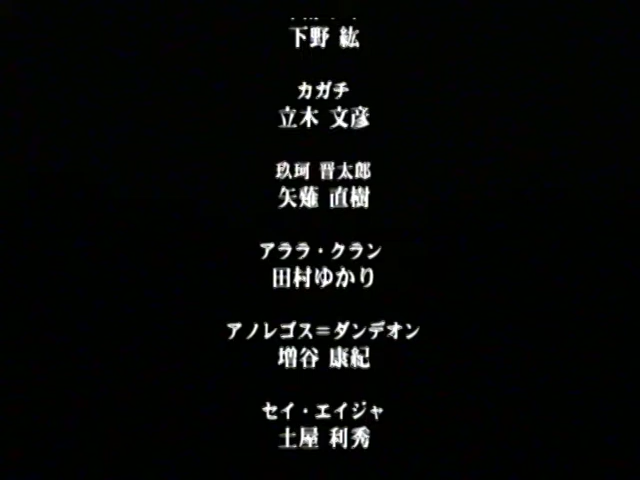 下野 紘
カガチ
立木 文彦
玖珂 晋太郎
矢薙 直樹
アララ・クラン
田村ゆかり
アノレゴス＝ダンデオン
増谷 康紀
セイ・エイジャ
土屋 利秀